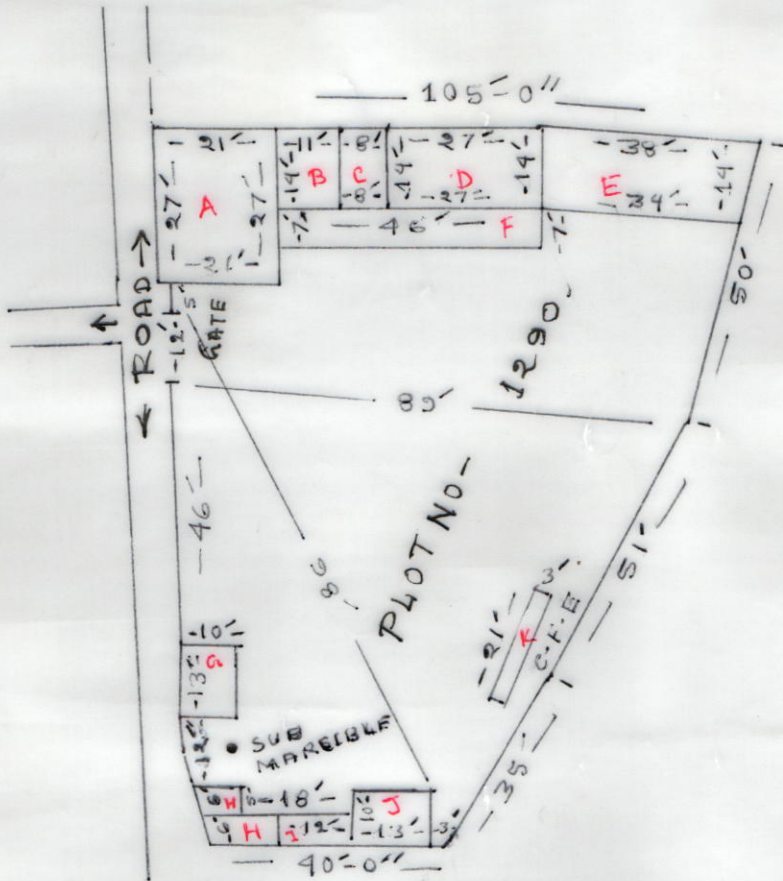 105'-0"
-21'-
-11'-
-8'-
-27'-
-38'-
-27'-
A
-27'-
-14'-
B
C
-14'-
D
-14'-
E
-14'-
-8'-
-27'-
-34'-
-7'-
-46'-
F
-7'-
-21'-
50'-
ROAD
5'
-12'-
GATE
89'
PLOT NO- 1290.
-46'-
86'
51'-
3'
-21'-
K
C.F.E
-10'-
G
-13'-
-12'-
SUB
MARCIBLE
H
5'
-18'-
J
10'
-13'-
-3'-
6'
H
I
-12'-
-35'-
40'-0"